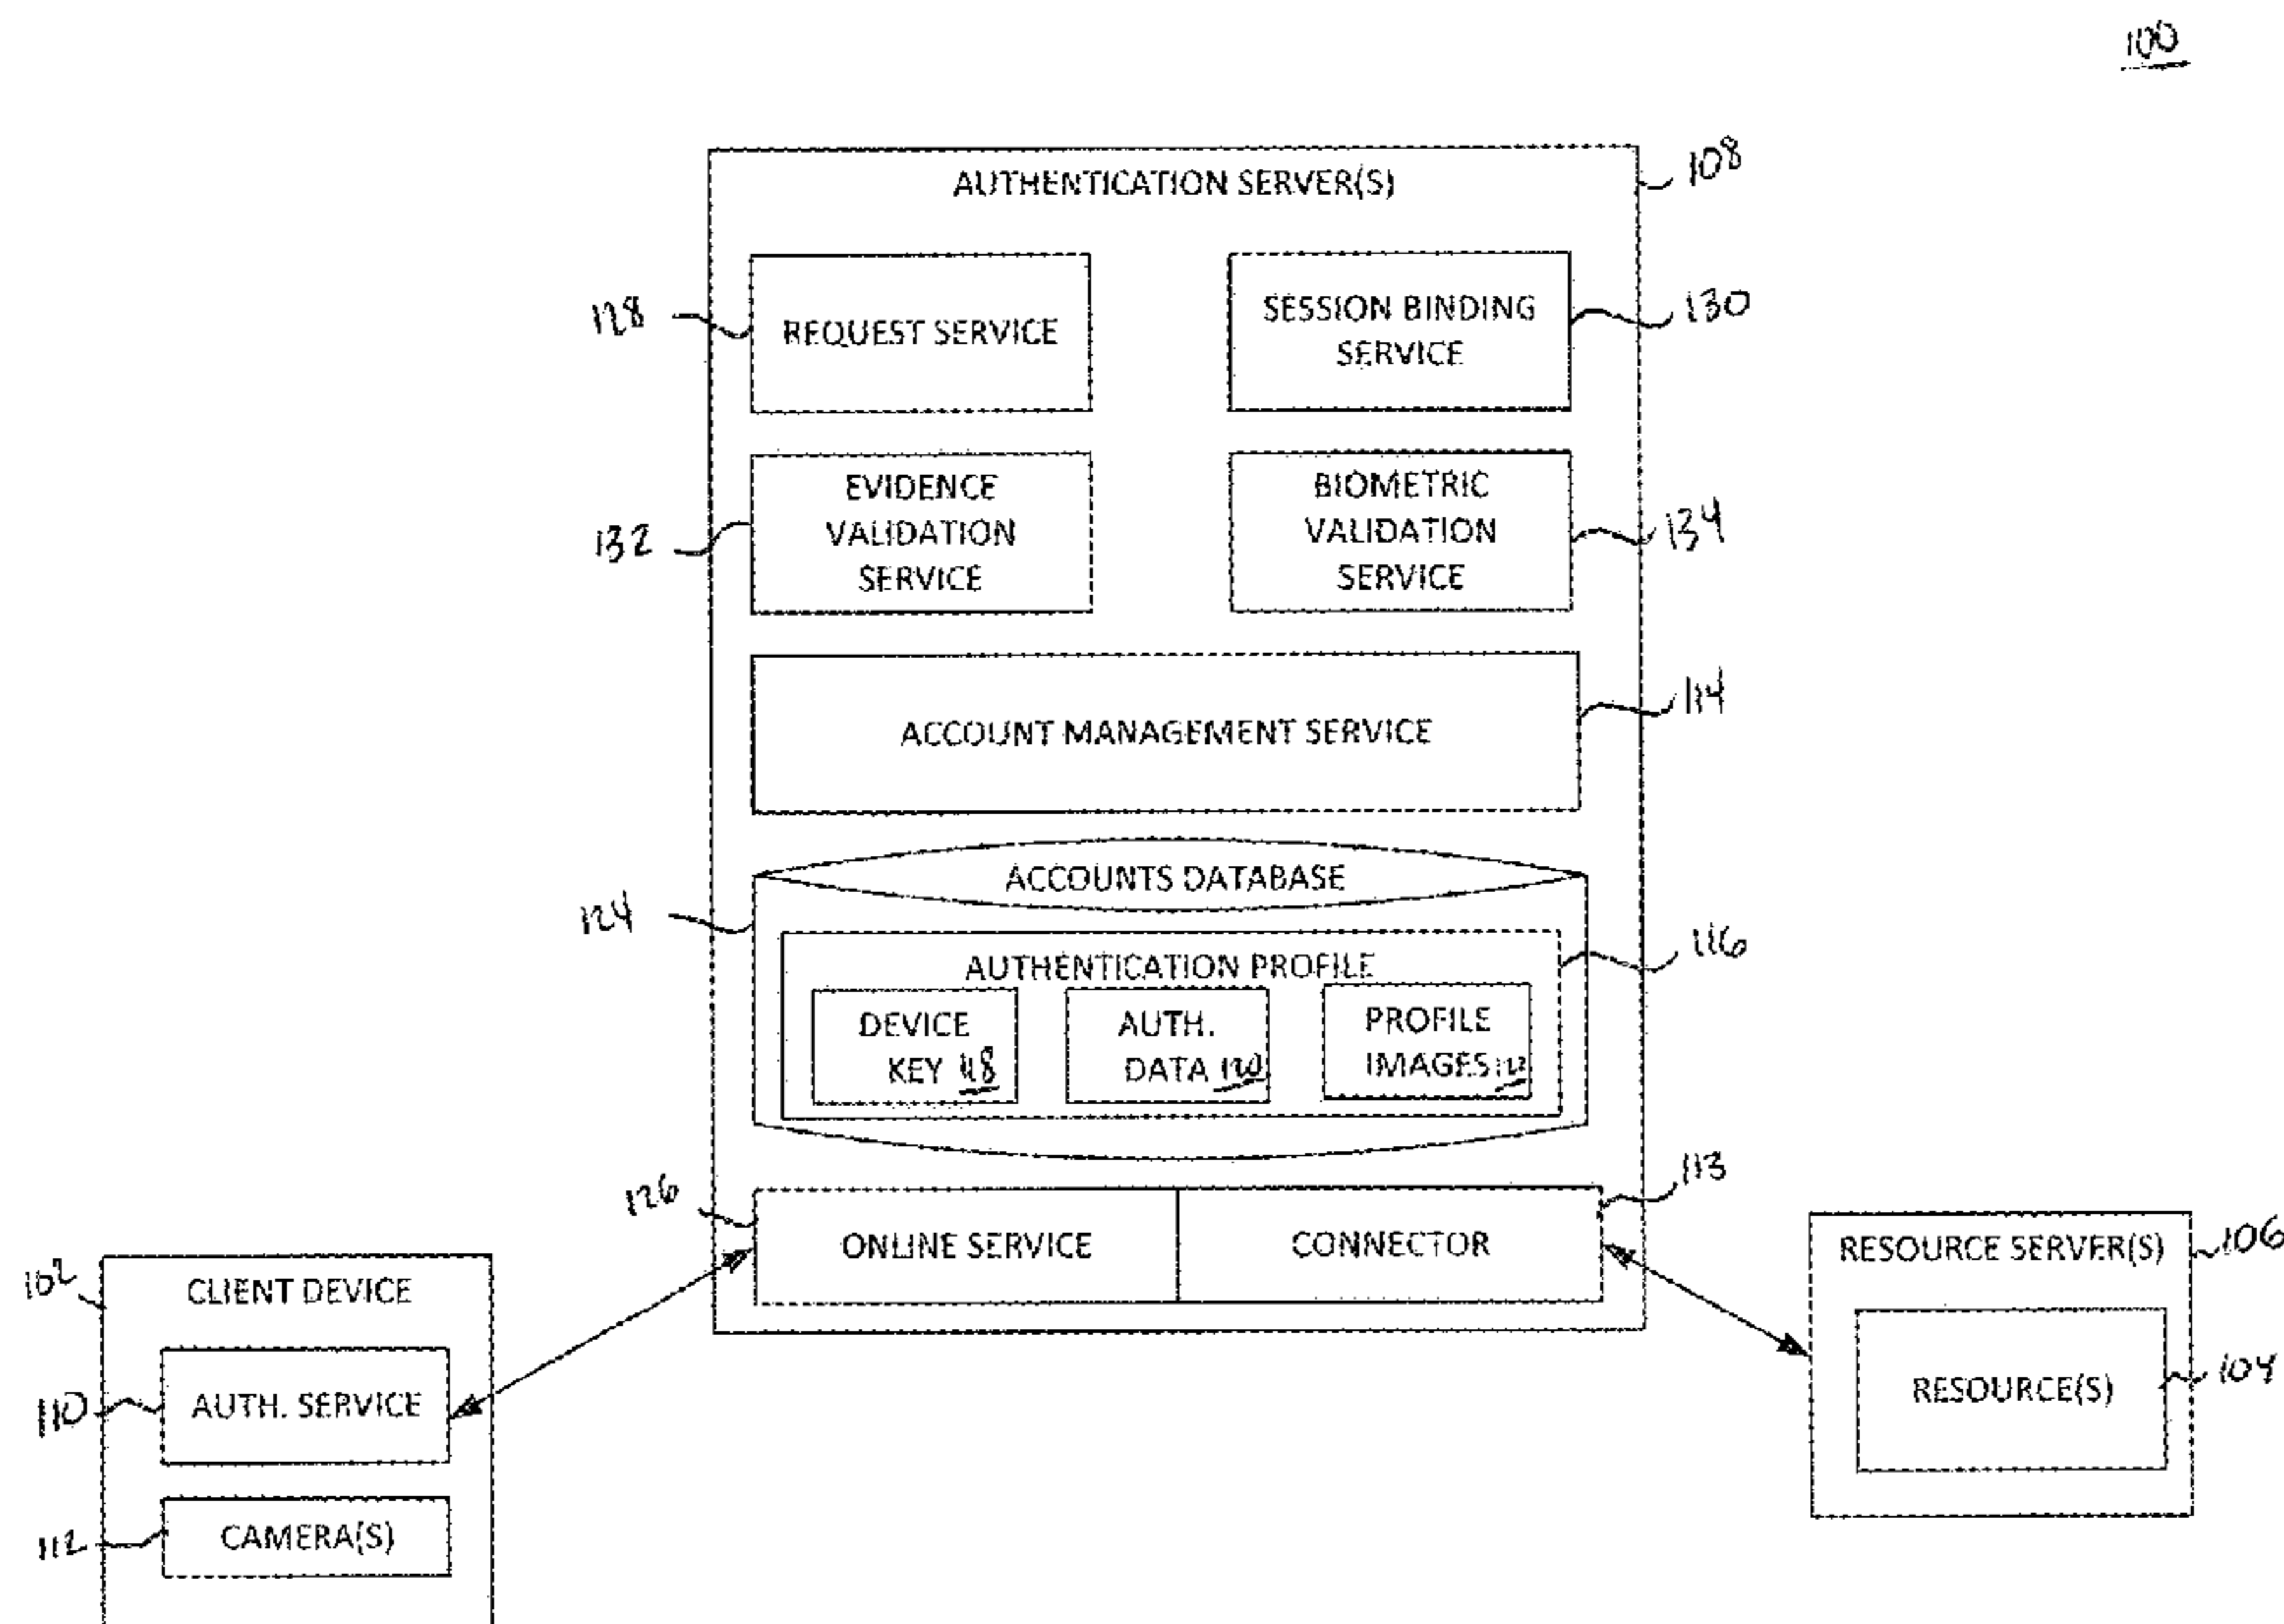 100
AUTHENTICATION SERVER(S)
108
128
REQUEST SERVICE
SESSION BINDING
SERVICE
130
132
EVIDENCE
VALIDATION
SERVICE
BIOMETRIC
VALIDATION
SERVICE
134
ACCOUNT MANAGEMENT SERVICE
114
ACCOUNTS DATABASE
124
AUTHENTICATION PROFILE
116
DEVICE
KEY 118
AUTH.
DATA 120
PROFILE
IMAGES 122
126
ONLINE SERVICE
CONNECTOR
113
102
CLIENT DEVICE
110
AUTH. SERVICE
112
CAMERA(S)
RESOURCE SERVER(S)
106
RESOURCE(S)
104